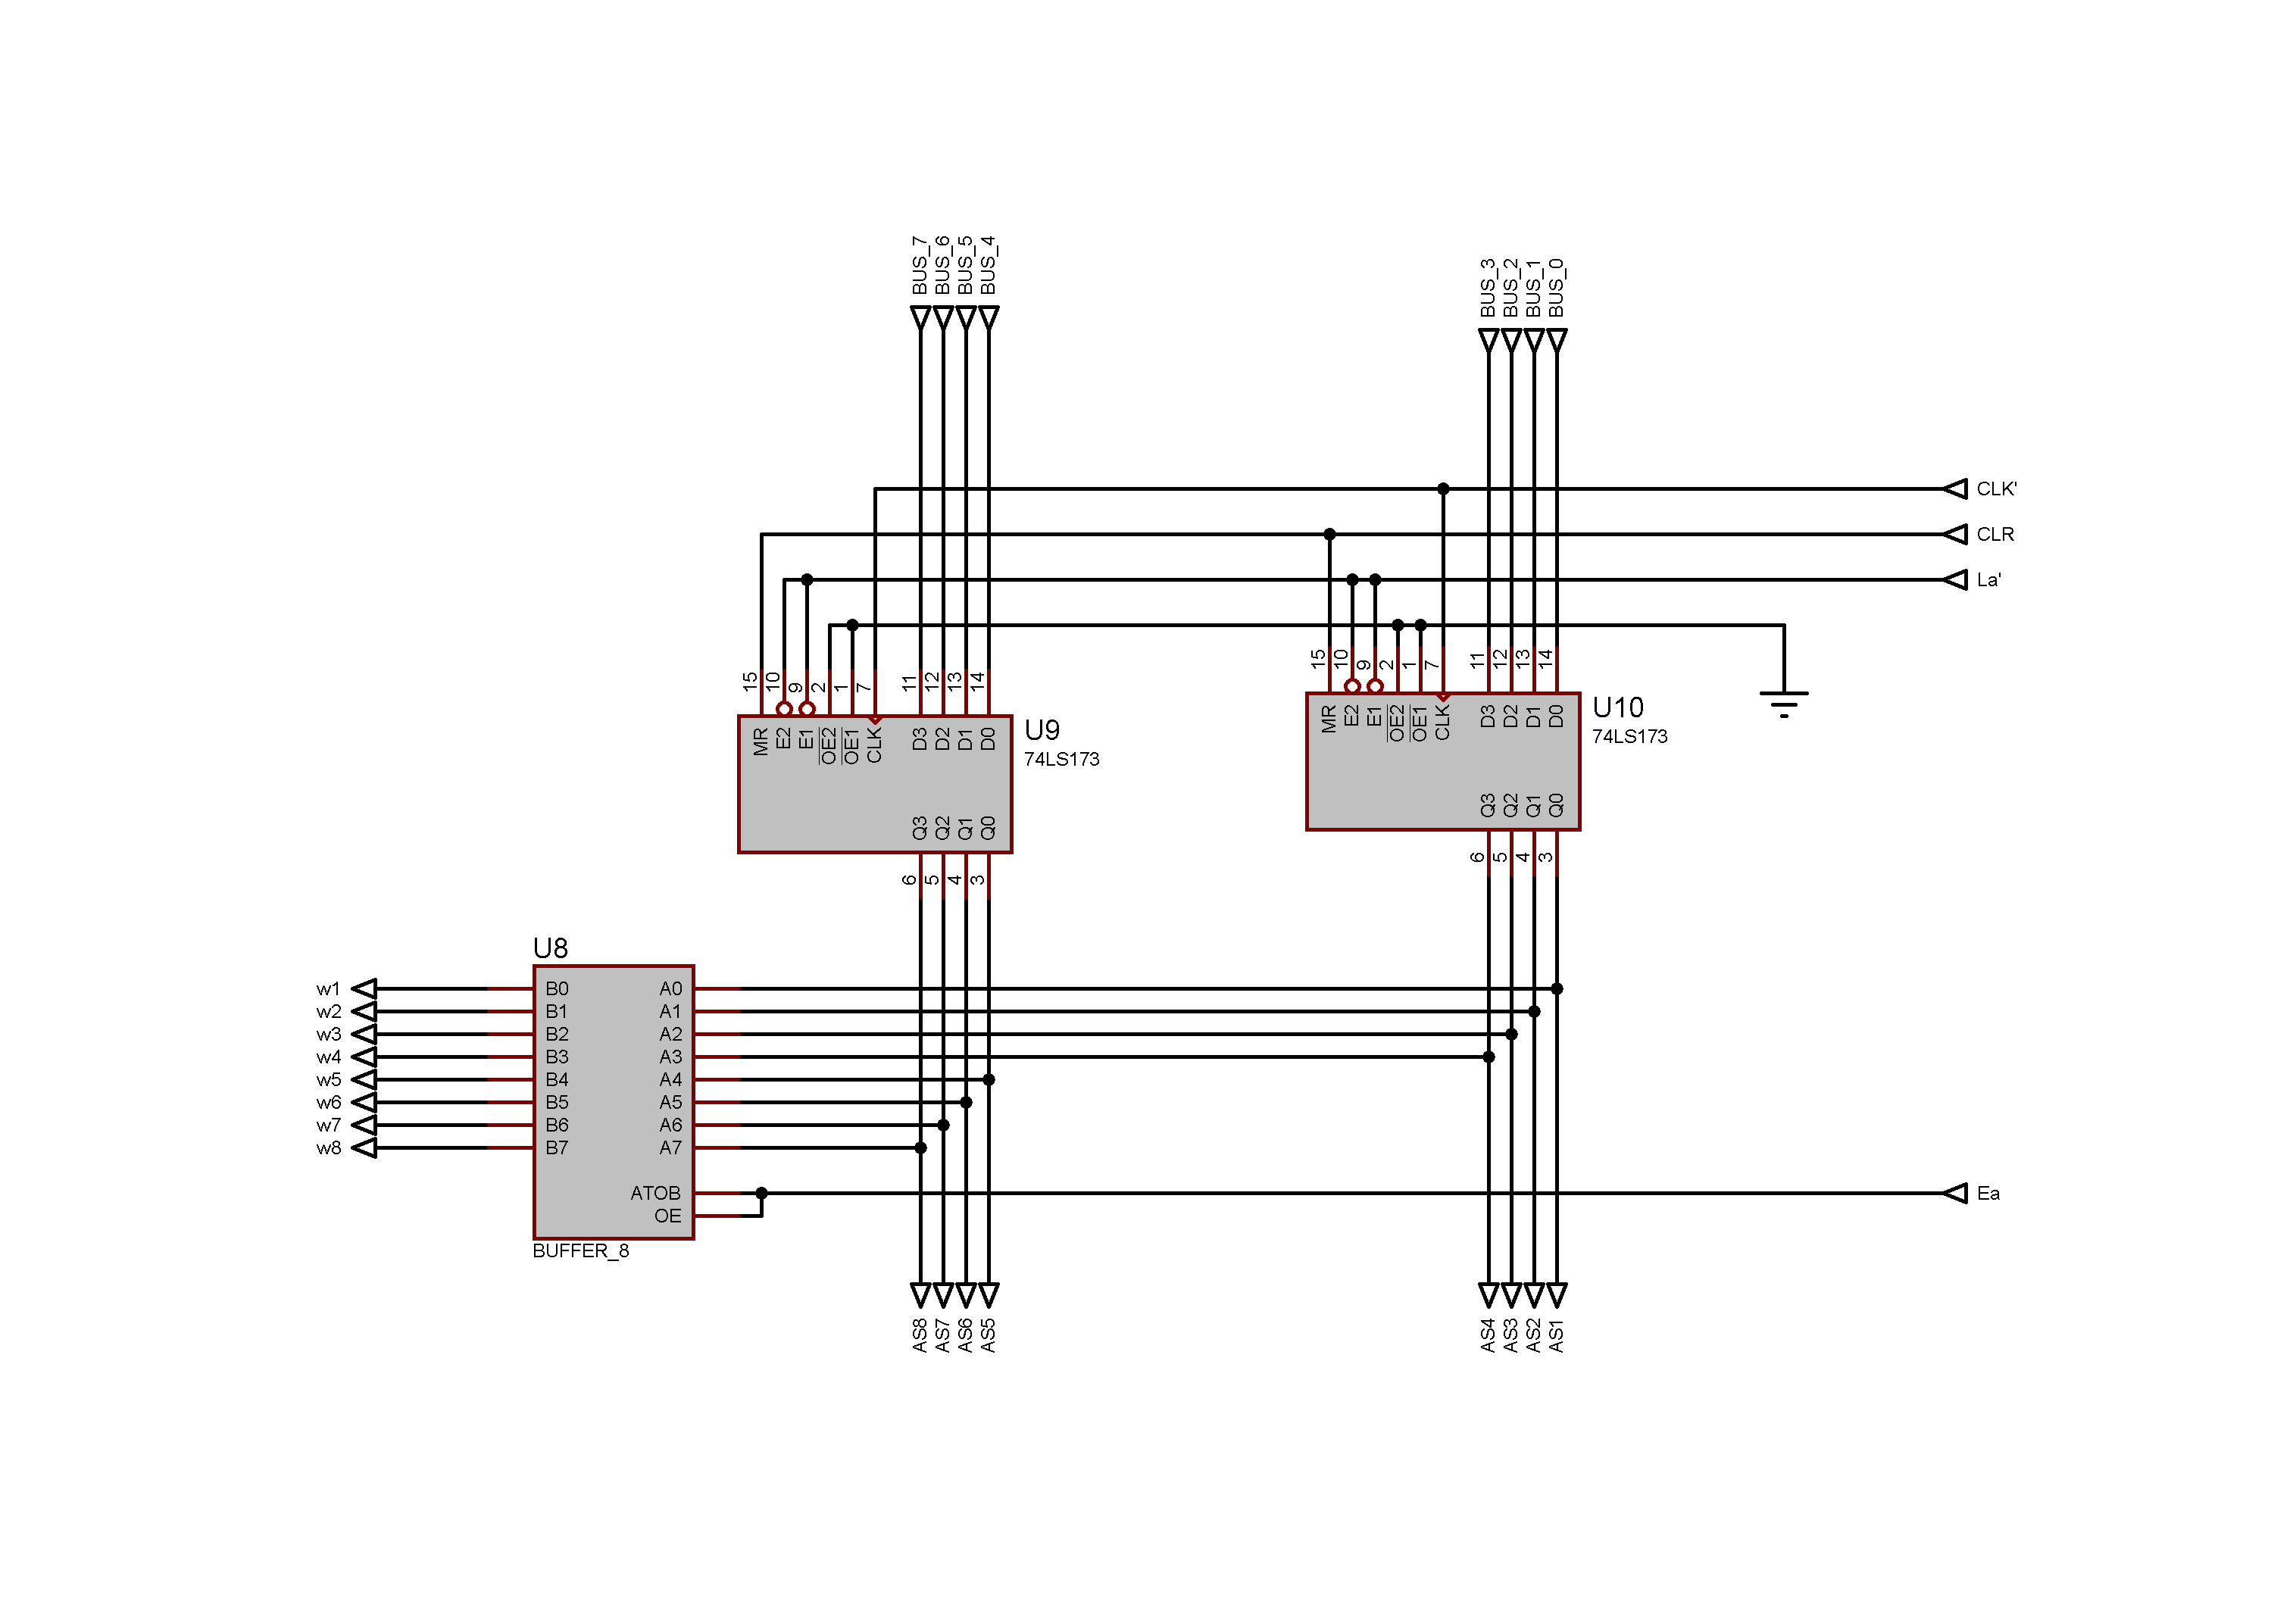 BUS_7
BUS_6
BUS_5
BUS_4
BUS_3
BUS_2
BUS_1
BUS_0
CLK'
CLR
La'
15
10
9
2
1
7
11
12
13
14
MR
E2
E1
OE2
OE1
CLK
D3
D2
D1
D0
Q3
Q2
Q1
Q0
U9
74LS173
6
5
4
3
15
10
9
2
1
7
11
12
13
14
MR
E2
E1
OE2
OE1
CLK
D3
D2
D1
D0
Q3
Q2
Q1
Q0
U10
74LS173
6
5
4
3
U8
w1 B0 A0
w2 B1 A1
w3 B2 A2
w4 B3 A3
w5 B4 A4
w6 B5 A5
w7 B6 A6
w8 B7 A7
ATOB
OE
BUFFER_8
Ea
AS8
AS7
AS6
AS5
AS4
AS3
AS2
AS1